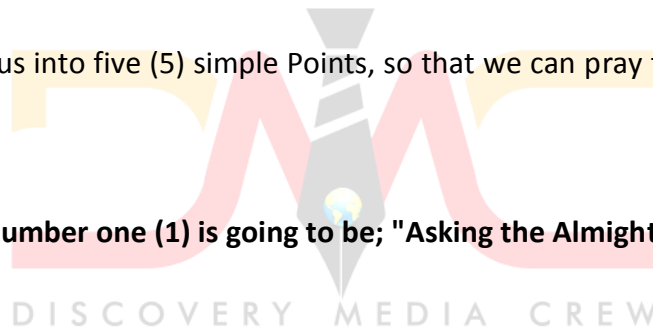 us into five (5) simple Points, so that we can pray
umber one (1) is going to be; "Asking the Almight
DMC
DISCOVERY MEDIA CREW